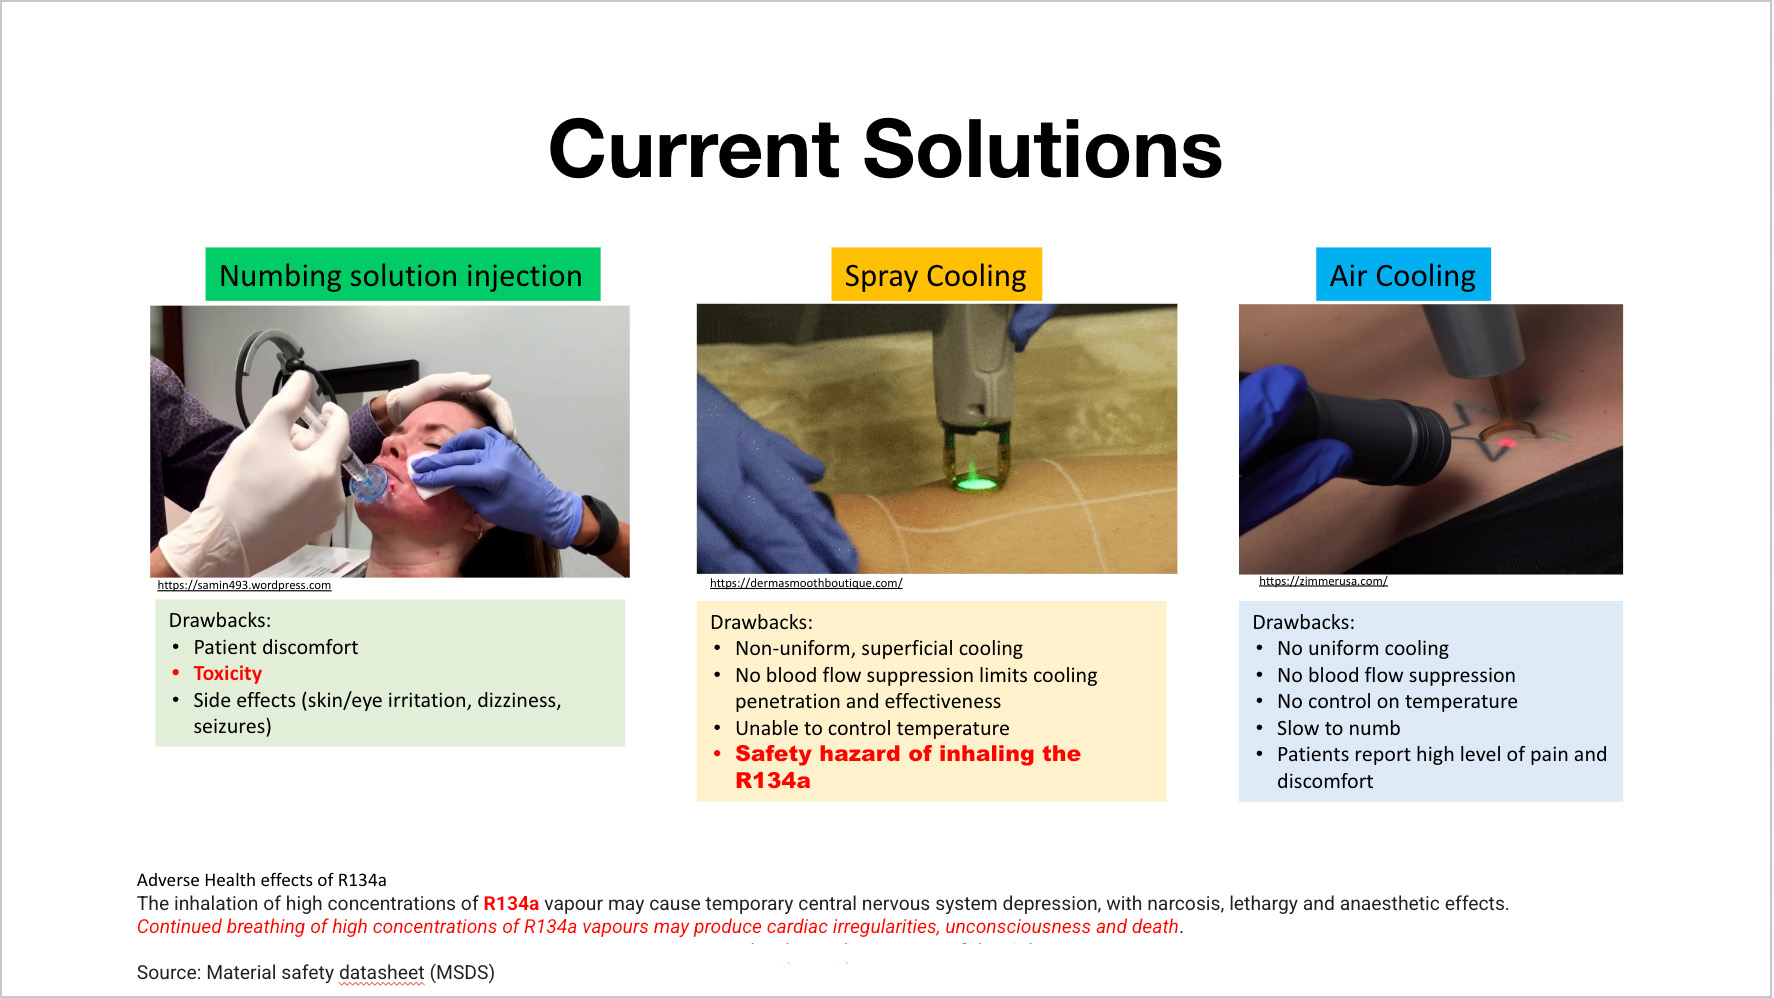 Current Solutions
Numbing solution injection
https://samin493.wordpress.com
Drawbacks:
• Patient discomfort
• Toxicity
• Side effects (skin/eye irritation, dizziness,
seizures)
Spray Cooling
https://dermasmoothboutique.com/
Drawbacks:
• Non-uniform, superficial cooling
• No blood flow suppression limits cooling
penetration and effectiveness
• Unable to control temperature
• Safety hazard of inhaling the
R134a
Air Cooling
https://zimmerusa.com/
Drawbacks:
• No uniform cooling
• No blood flow suppression
• No control on temperature
• Slow to numb
• Patients report high level of pain and
discomfort
Adverse Health effects of R134a
The inhalation of high concentrations of R134a vapour may cause temporary central nervous system depression, with narcosis, lethargy and anaesthetic effects.
Continued breathing of high concentrations of R134a vapours may produce cardiac irregularities, unconsciousness and death.
Source: Material safety datasheet (MSDS)